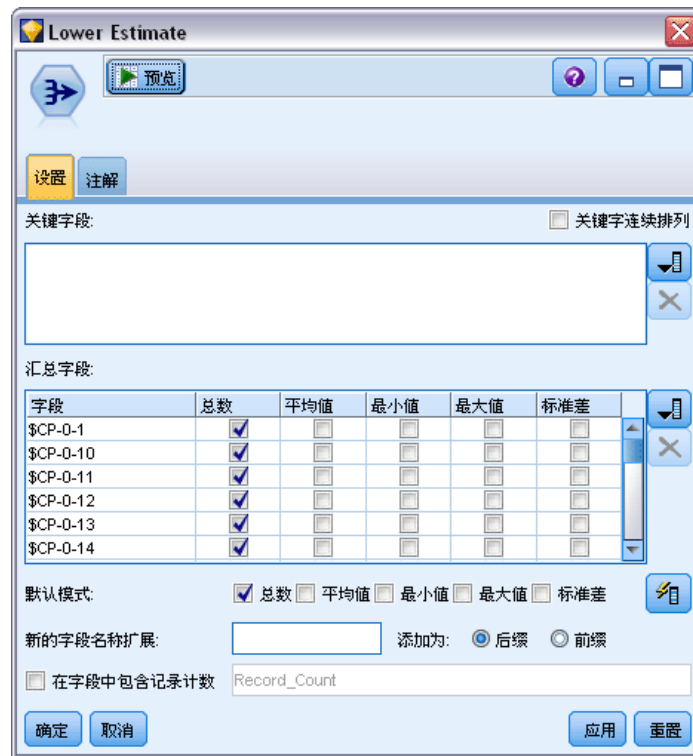 Lower Estimate
预览
设置 注解
关键字段: 关键字连续排列
汇总字段:
字段 总数 平均值 最小值 最大值 标准差
$CP-0-1
$CP-0-10
$CP-0-11
$CP-0-12
$CP-0-13
$CP-0-14
默认模式: 总数 平均值 最小值 最大值 标准差
新的字段名称扩展: 添加为: 后缀 前缀
在字段中包含记录计数 Record_Count
确定 取消 应用 重置